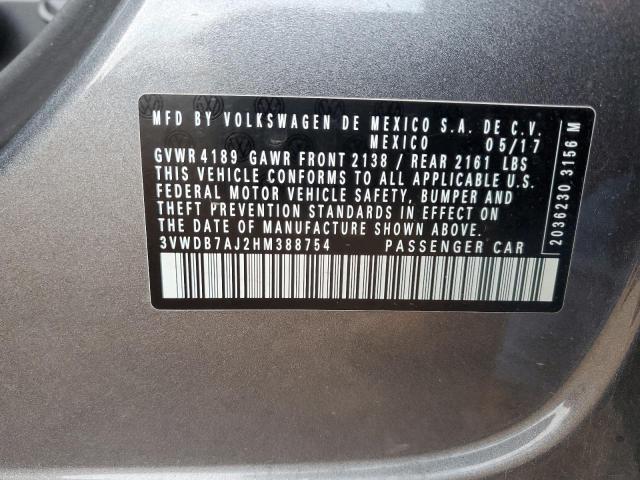 MFD BY VOLKSWAGEN DE MEXICO S.A. DE C.V.
MEXICO 05/17
GVWR 4189 GAWR FRONT 2138 / REAR 2161 LBS
THIS VEHICLE CONFORMS TO ALL APPLICABLE U.S.
FEDERAL MOTOR VEHICLE SAFETY, BUMPER AND
THEFT PREVENTION STANDARDS IN EFFECT ON
THE DATE OF MANUFACTURE SHOWN ABOVE.
3VWDB7AJ2HM388754 PASSENGER CAR
2036230 3156 M